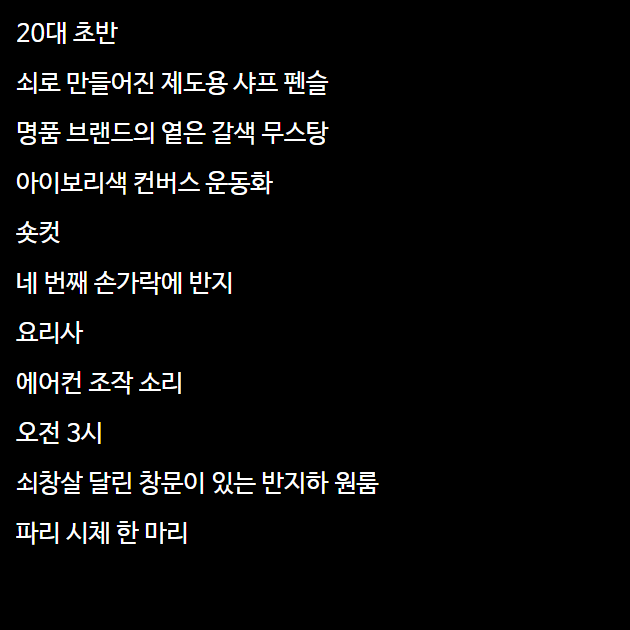 20대 초반
쇠로 만들어진 제도용 샤프 펜슬
명품 브랜드의 옅은 갈색 무스탕
아이보리색 컨버스 운동화
숏컷
네 번째 손가락에 반지
요리사
에어컨 조작 소리
오전 3시
쇠창살 달린 창문이 있는 반지하 원룸
파리 시체 한 마리